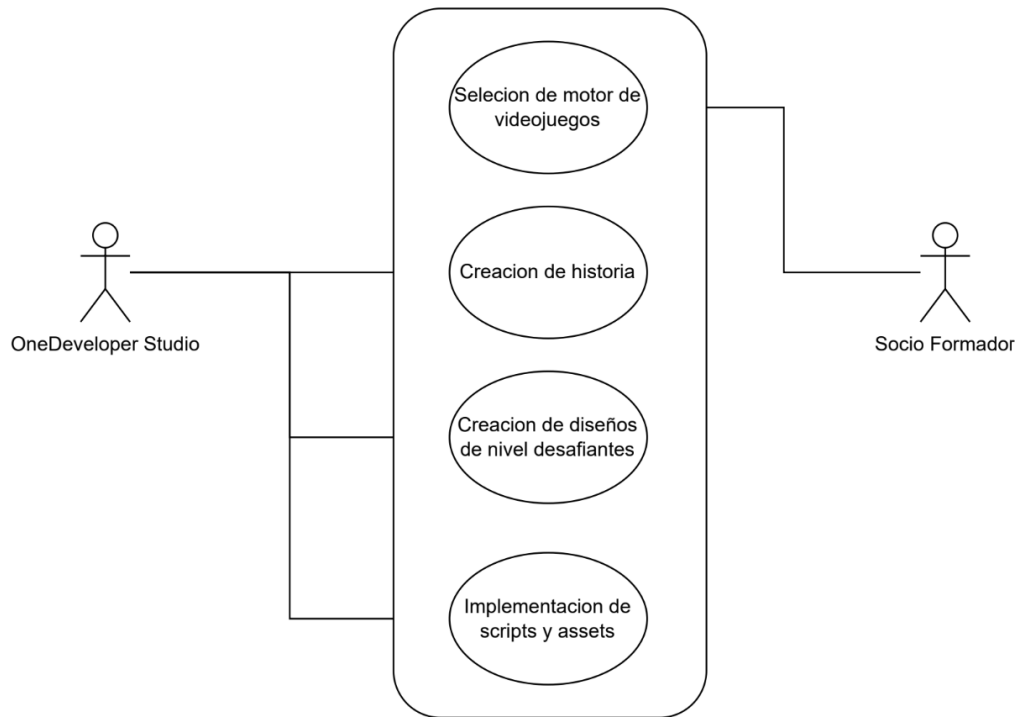 Selecion de motor de
videojuegos
Creacion de historia
OneDeveloper Studio
Socio Formador
Creacion de diseños
de nivel desafiantes
Implementacion de
scripts y assets